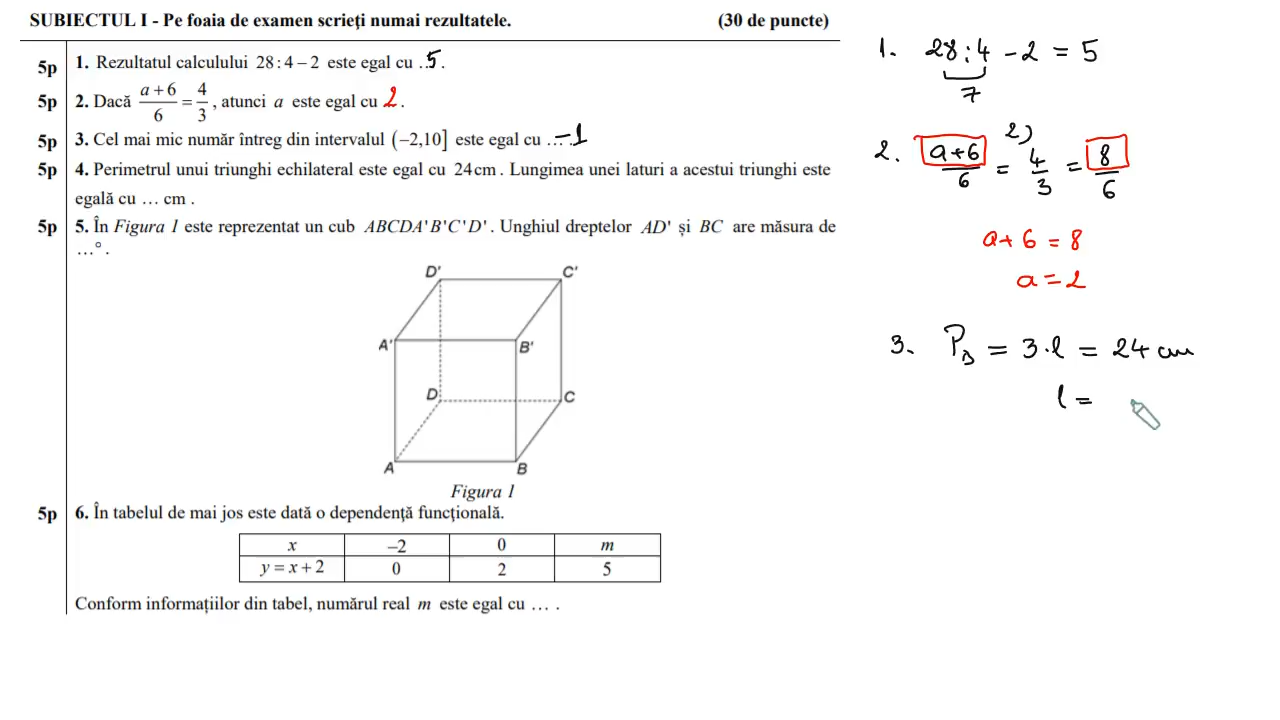 SUBIECTUL I - Pe foaia de examen scrieți numai rezultatele. (30 de puncte)
5p 1. Rezultatul calculului 28 : 4 − 2 este egal cu ..5.
5p 2. Dacă (a+6)/6 = 4/3, atunci a este egal cu 2.
5p 3. Cel mai mic număr întreg din intervalul (−2,10] este egal cu … −1
5p 4. Perimetrul unui triunghi echilateral este egal cu 24cm. Lungimea unei laturi a acestui triunghi este
egală cu … cm .
5p 5. În Figura 1 este reprezentat un cub ABCDA'B'C'D'. Unghiul dreptelor AD' și BC are măsura de
…° .
D' C'
A' B'
D C
A B
Figura 1
5p 6. În tabelul de mai jos este dată o dependență funcțională.
x −2 0 m
y = x + 2 0 2 5
Conform informațiilor din tabel, numărul real m este egal cu … .
1. 28 : 4 − 2 = 5
7
2. (a+6)/6 = 2) 4/3 = 8/6
a + 6 = 8
a = 2
3. PΔ = 3 · l = 24 cm
l =